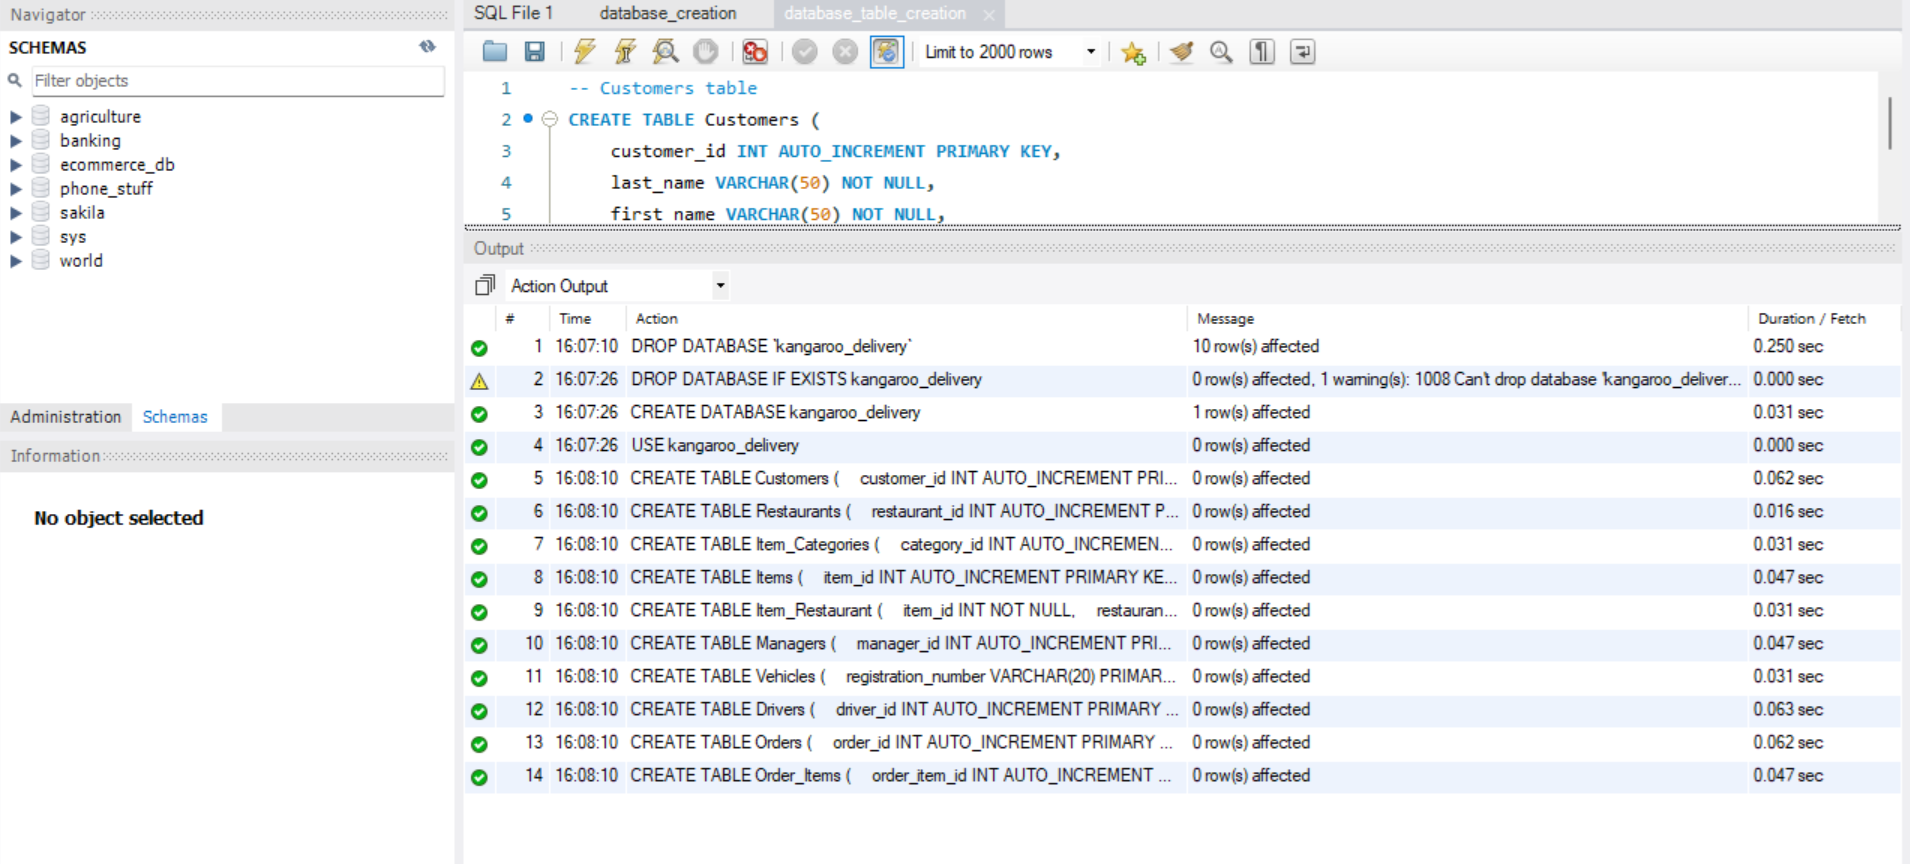 Navigator
SCHEMAS
Filter objects
agriculture
banking
ecommerce_db
phone_stuff
sakila
sys
world
Administration Schemas
Information
No object selected
SQL File 1 database_creation database_table_creation
Limit to 2000 rows
1 -- Customers table
2 CREATE TABLE Customers (
3 customer_id INT AUTO_INCREMENT PRIMARY KEY,
4 last_name VARCHAR(50) NOT NULL,
5 first_name VARCHAR(50) NOT NULL,
Output
Action Output
# Time Action Message Duration / Fetch
1 16:07:10 DROP DATABASE `kangaroo_delivery` 10 row(s) affected 0.250 sec
2 16:07:26 DROP DATABASE IF EXISTS kangaroo_delivery 0 row(s) affected, 1 warning(s): 1008 Can't drop database 'kangaroo_deliver... 0.000 sec
3 16:07:26 CREATE DATABASE kangaroo_delivery 1 row(s) affected 0.031 sec
4 16:07:26 USE kangaroo_delivery 0 row(s) affected 0.000 sec
5 16:08:10 CREATE TABLE Customers ( customer_id INT AUTO_INCREMENT PRI... 0 row(s) affected 0.062 sec
6 16:08:10 CREATE TABLE Restaurants ( restaurant_id INT AUTO_INCREMENT P... 0 row(s) affected 0.016 sec
7 16:08:10 CREATE TABLE Item_Categories ( category_id INT AUTO_INCREMEN... 0 row(s) affected 0.031 sec
8 16:08:10 CREATE TABLE Items ( item_id INT AUTO_INCREMENT PRIMARY KE... 0 row(s) affected 0.047 sec
9 16:08:10 CREATE TABLE Item_Restaurant ( item_id INT NOT NULL, restauran... 0 row(s) affected 0.031 sec
10 16:08:10 CREATE TABLE Managers ( manager_id INT AUTO_INCREMENT PRI... 0 row(s) affected 0.047 sec
11 16:08:10 CREATE TABLE Vehicles ( registration_number VARCHAR(20) PRIMAR... 0 row(s) affected 0.031 sec
12 16:08:10 CREATE TABLE Drivers ( driver_id INT AUTO_INCREMENT PRIMARY ... 0 row(s) affected 0.063 sec
13 16:08:10 CREATE TABLE Orders ( order_id INT AUTO_INCREMENT PRIMARY ... 0 row(s) affected 0.062 sec
14 16:08:10 CREATE TABLE Order_Items ( order_item_id INT AUTO_INCREMENT ... 0 row(s) affected 0.047 sec